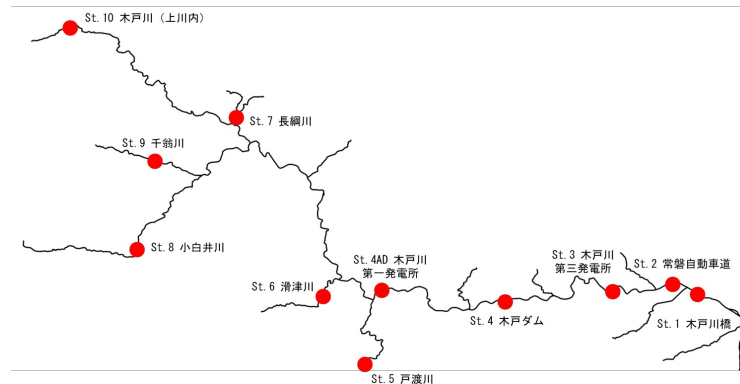 St.10 木戸川（上川内）
St.7 長綱川
St.9 千翁川
St.8 小白井川
St.4AD 木戸川
第一発電所
St.3 木戸川
第三発電所
St.2 常磐自動車道
St.6 滑津川
St.4 木戸ダム
St.1 木戸川橋
St.5 戸渡川